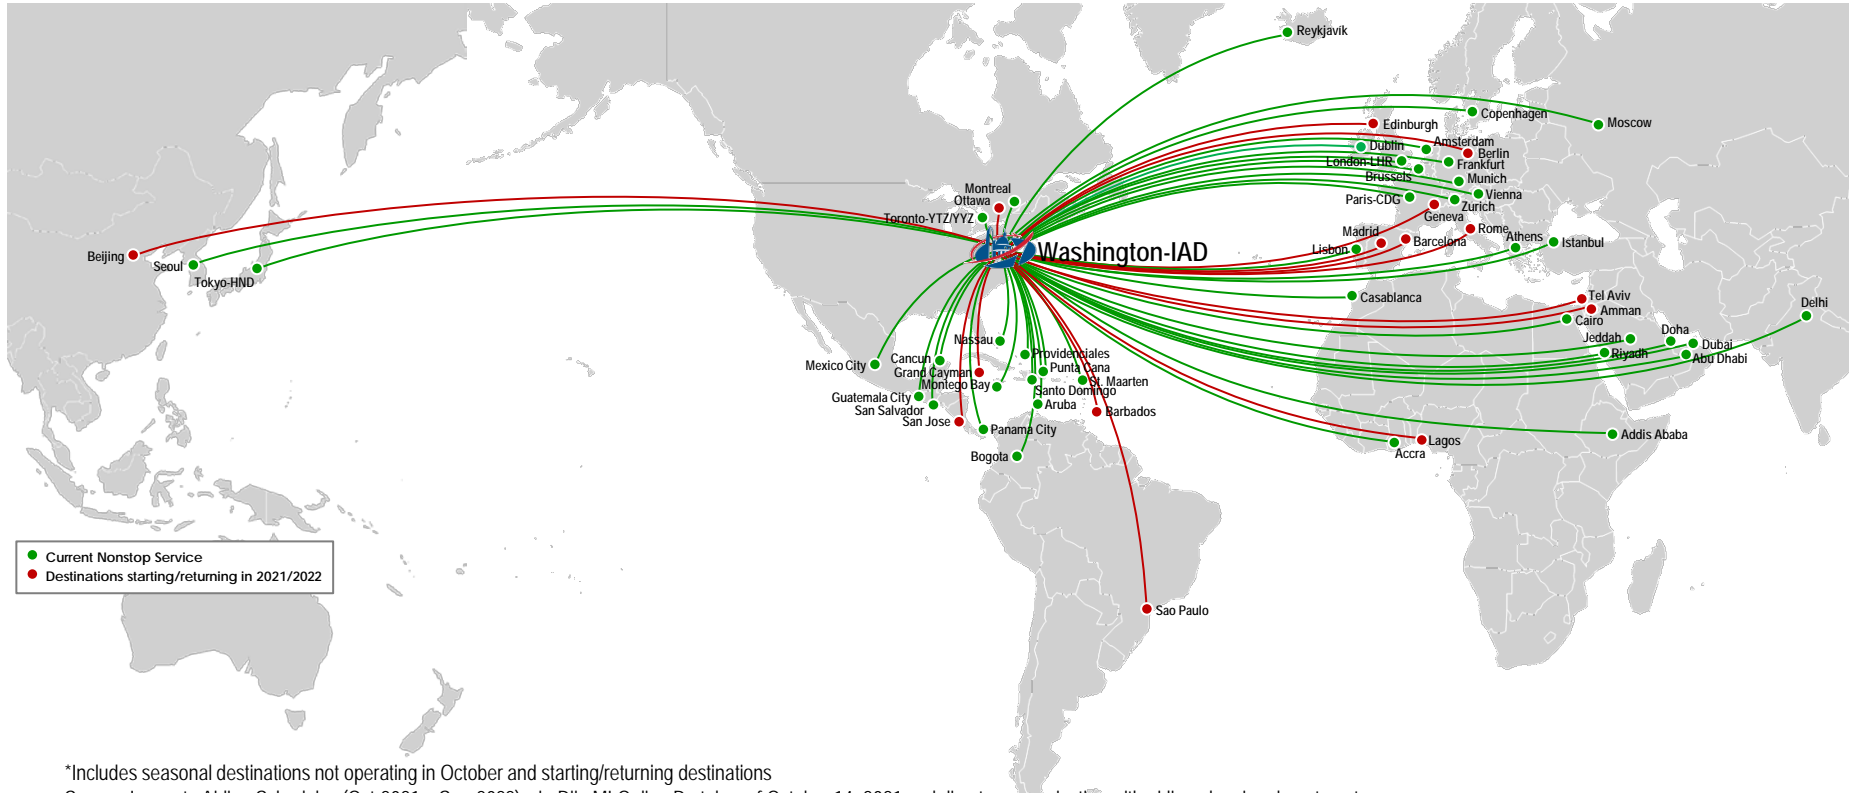 Reykjavik
Copenhagen
Moscow
Edinburgh
Dublin
Amsterdam
Berlin
London-LHR
Frankfurt
Brussels
Munich
Vienna
Paris-CDG
Zurich
Geneva
Montreal
Ottawa
Toronto-YTZ/YYZ
Madrid
Barcelona
Rome
Athens
Istanbul
Lisbon
Washington-IAD
Beijing
Seoul
Tokyo-HND
Casablanca
Tel Aviv
Amman
Cairo
Delhi
Jeddah
Doha
Dubai
Riyadh
Abu Dhabi
Nassau
Mexico City
Cancun
Providenciales
Grand Cayman
Punta Cana
Montego Bay
St. Maarten
Santo Domingo
Guatemala City
San Salvador
Aruba
Barbados
San Jose
Panama City
Bogota
Lagos
Accra
Addis Ababa
Sao Paulo
Current Nonstop Service
Destinations starting/returning in 2021/2022
*Includes seasonal destinations not operating in October and starting/returning destinations